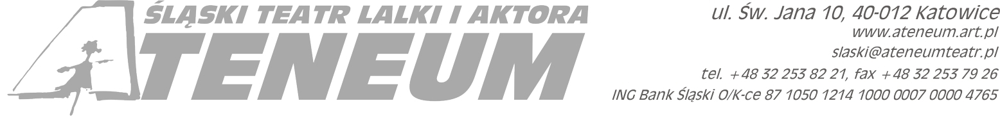 ŚLĄSKI TEATR LALKI I AKTORA
ATENEUM
ul. Św. Jana 10, 40-012 Katowice
www.ateneum.art.pl
slaski@ateneumteatr.pl
tel. +48 32 253 82 21, fax +48 32 253 79 26
ING Bank Śląski O/K-ce 87 1050 1214 1000 0007 0000 4765